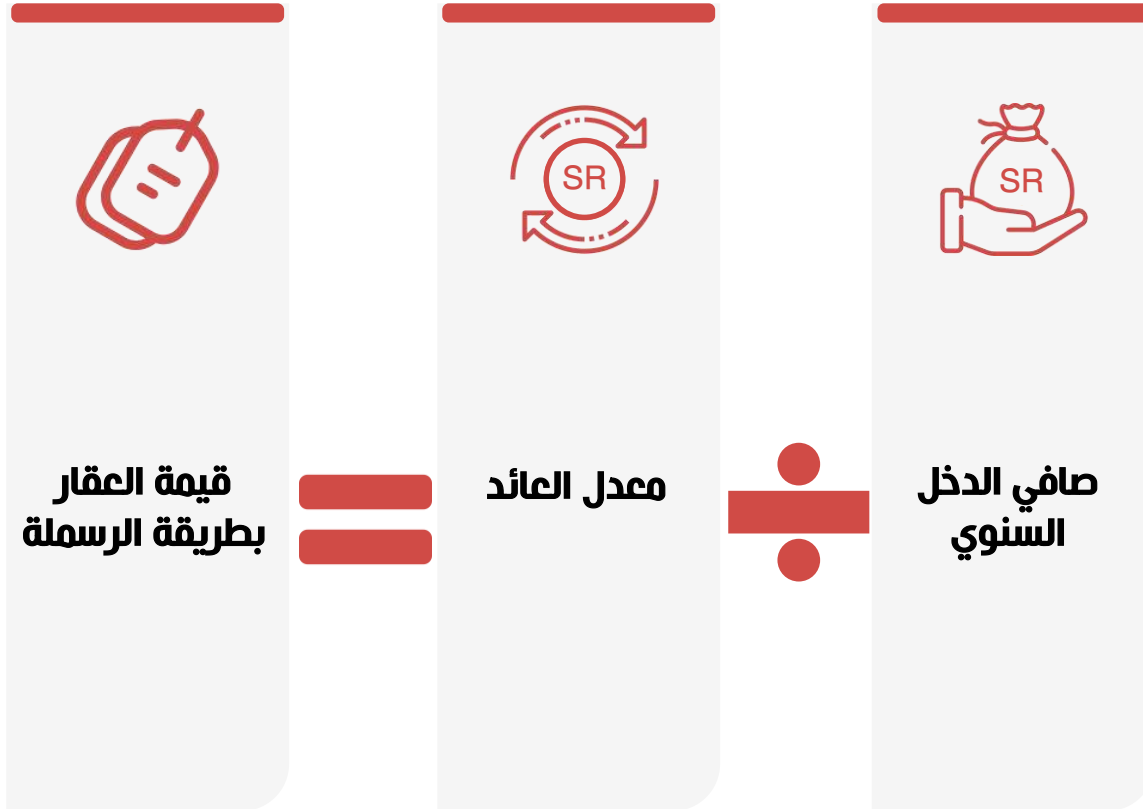 SR
صافي الدخل
السنوي
SR
معدل العائد
قيمة العقار
بطريقة الرسملة